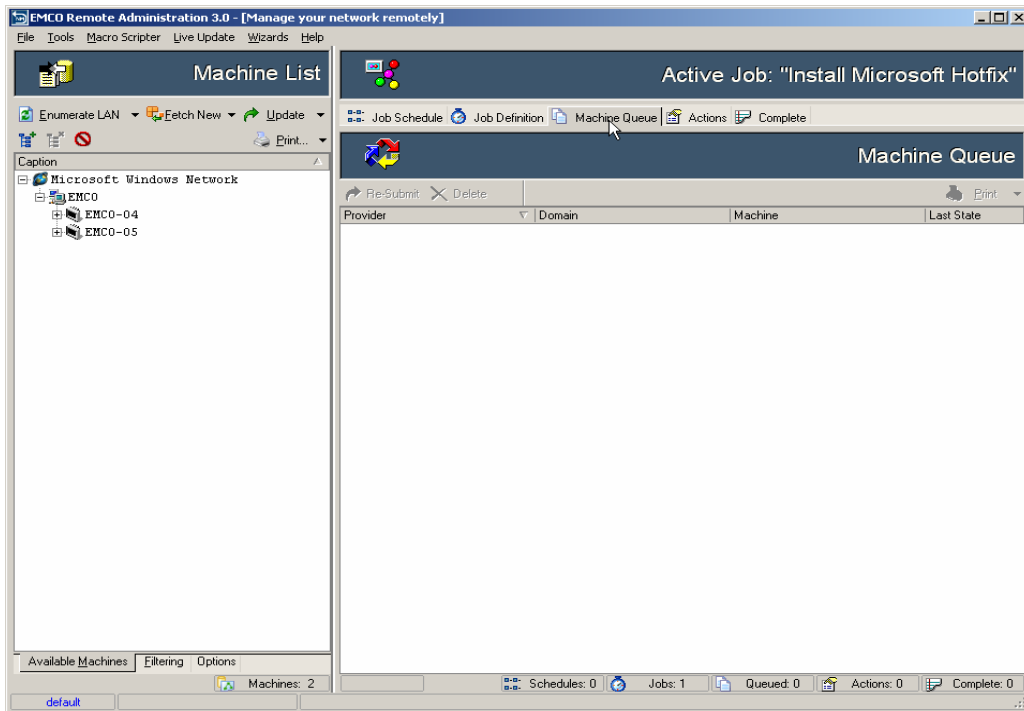 EMCO Remote Administration 3.0 - [Manage your network remotely]
File Tools Macro Scripter Live Update Wizards Help
Machine List
Active Job: "Install Microsoft Hotfix"
Enumerate LAN Fetch New Update
Job Schedule Job Definition Machine Queue Actions Complete
Print...
Machine Queue
Caption
Re-Submit Delete Print
Provider Domain Machine Last State
Microsoft Windows Network
EMCO
EMCO-04
EMCO-05
Available Machines Filtering Options
Machines: 2
Schedules: 0 Jobs: 1 Queued: 0 Actions: 0 Complete: 0
default